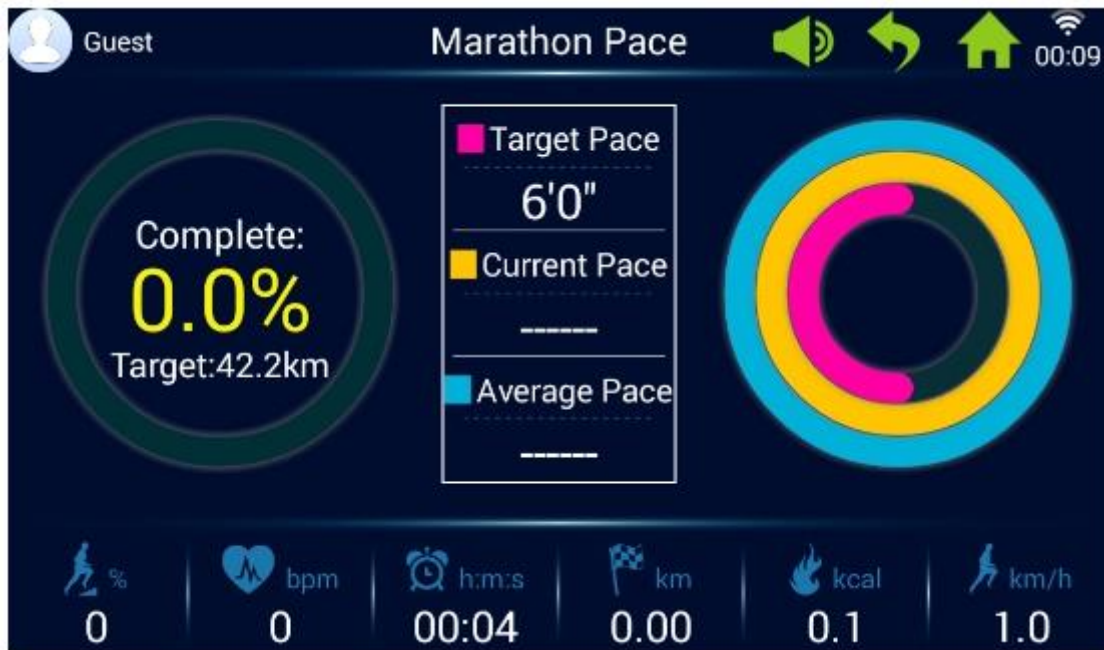 Guest
Marathon Pace
00:09
Complete:
0.0%
Target:42.2km
Target Pace
6'0"
Current Pace
------
Average Pace
------
% bpm h:m:s km kcal km/h
0 0 00:04 0.00 0.1 1.0